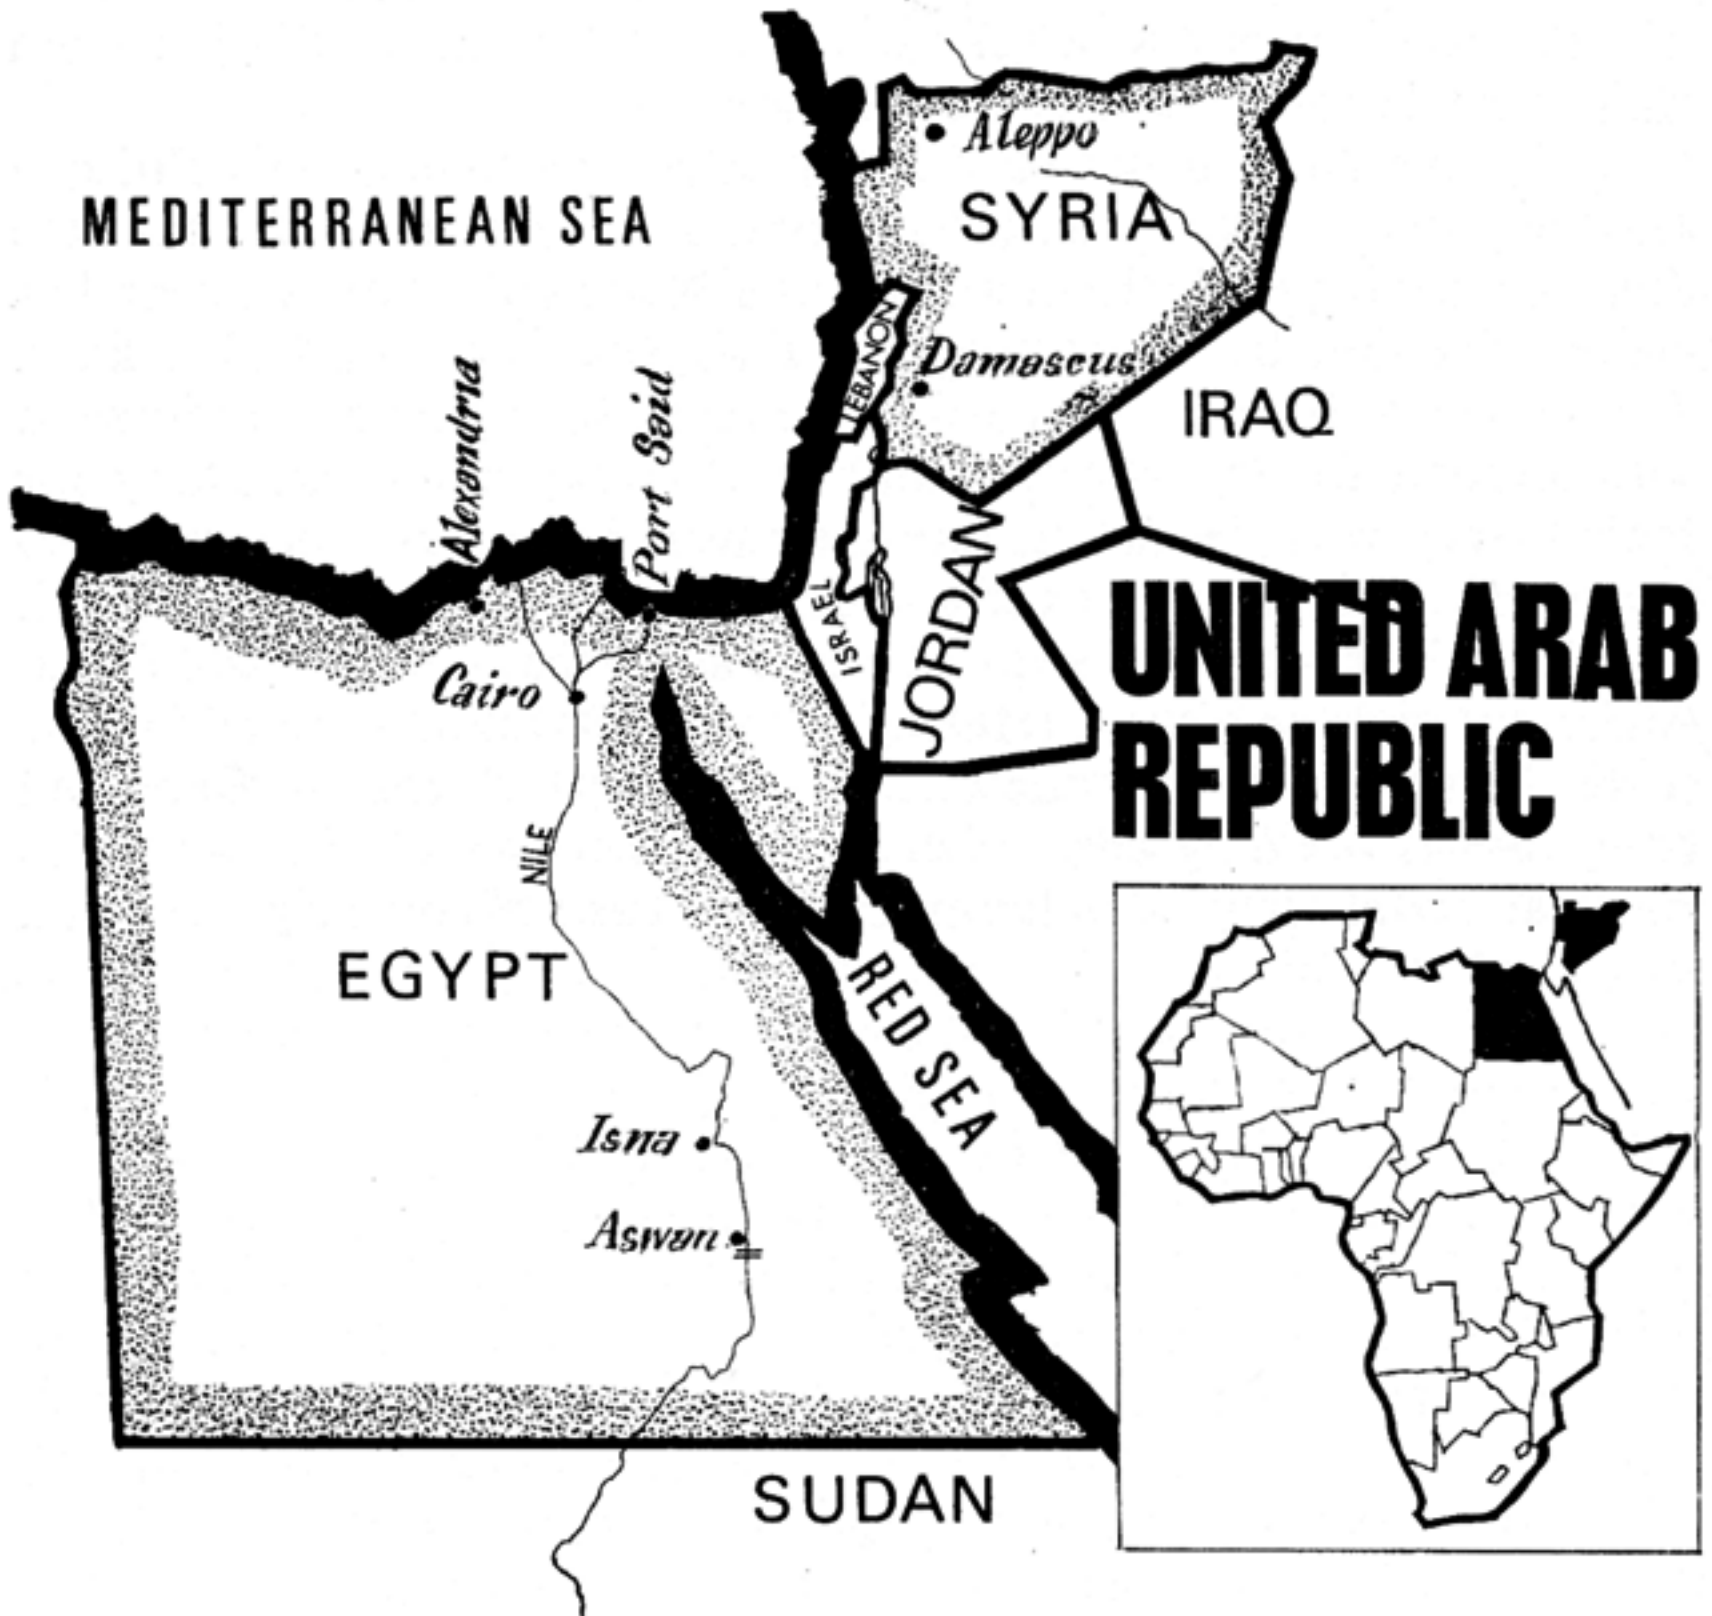 Aleppo
SYRIA
MEDITERRANEAN SEA
LEBANON
Damascus
IRAQ
Alexandria
Port Said
ISRAEL
JORDAN
UNITED ARAB
REPUBLIC
Cairo
NILE
EGYPT
RED SEA
Isna
Aswan
SUDAN